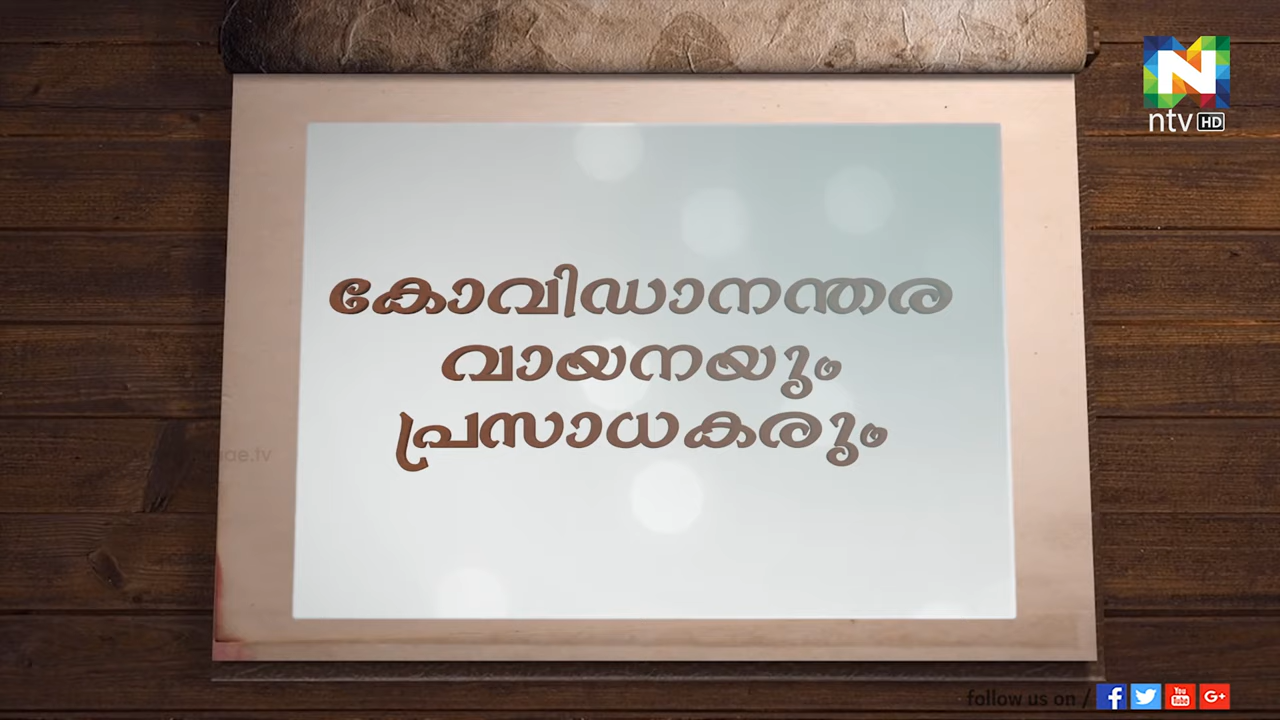 കോവിഡാനന്തര
വായനയും
പ്രസാധകരും
N
ntv HD
follow us on /